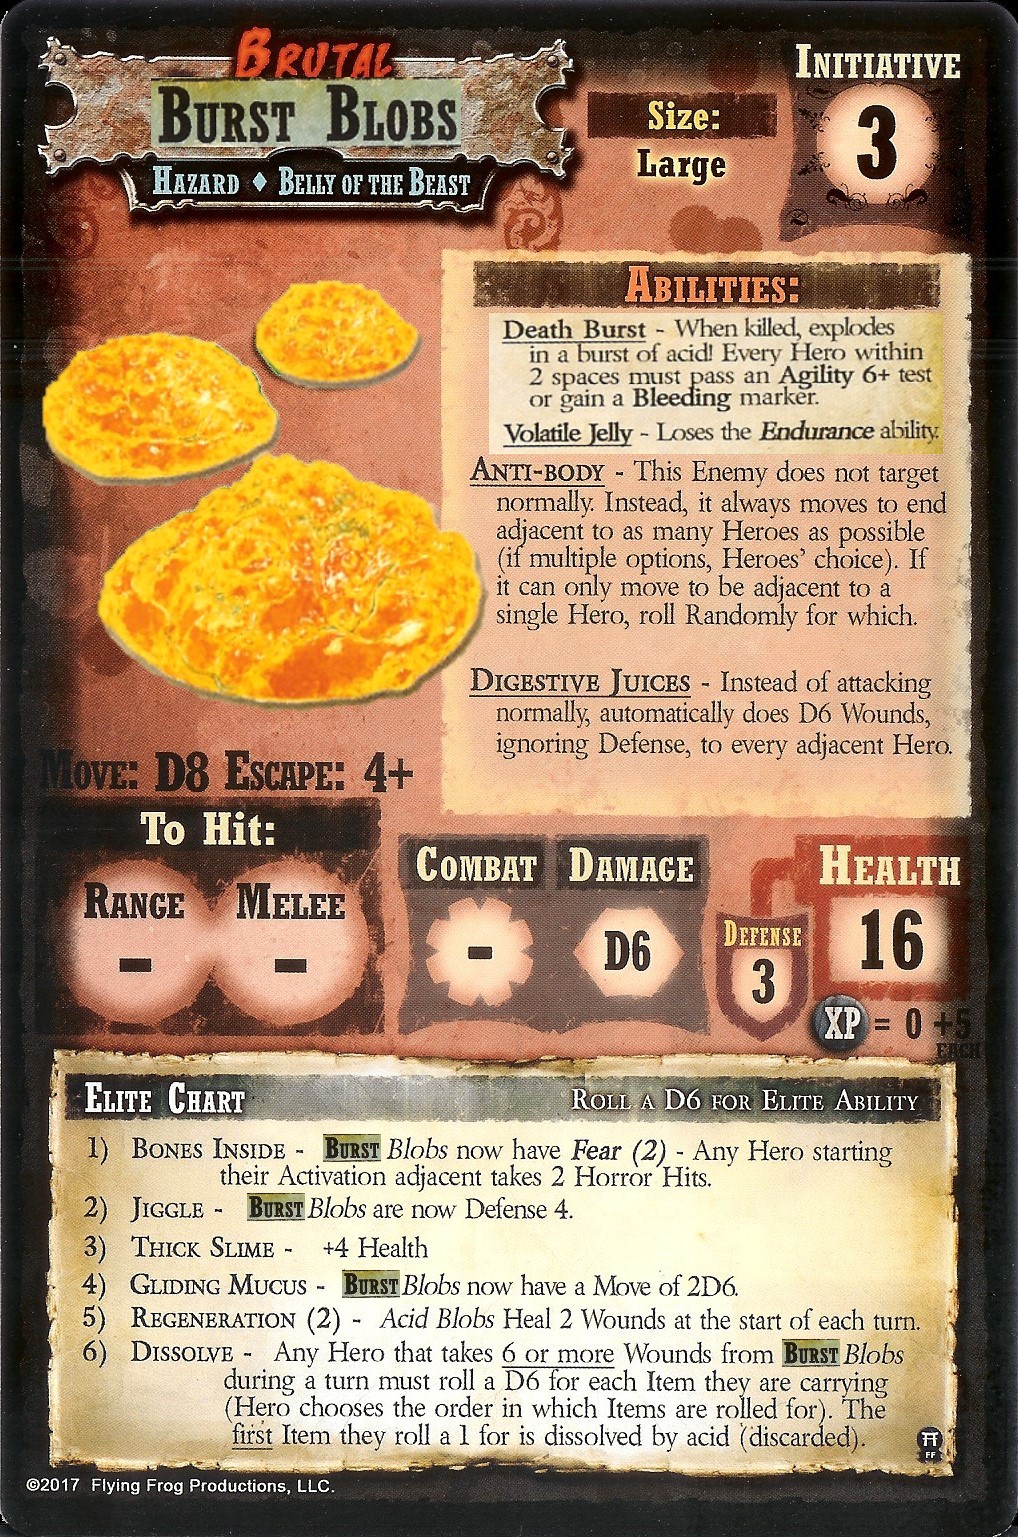 BRUTAL
BURST BLOBS
HAZARD ♦ BELLY OF THE BEAST
Size:
Large
INITIATIVE
3
ABILITIES:
Death Burst - When killed, explodes
in a burst of acid! Every Hero within
2 spaces must pass an Agility 6+ test
or gain a Bleeding marker.
Volatile Jelly - Loses the Endurance ability.
ANTI-BODY - This Enemy does not target
normally. Instead, it always moves to end
adjacent to as many Heroes as possible
(if multiple options, Heroes' choice). If
it can only move to be adjacent to a
single Hero, roll Randomly for which.
DIGESTIVE JUICES - Instead of attacking
normally, automatically does D6 Wounds,
ignoring Defense, to every adjacent Hero.
MOVE: D8 ESCAPE: 4+
To Hit:
RANGE
-
MELEE
-
COMBAT
-
DAMAGE
D6
DEFENSE
3
HEALTH
16
XP = 0 +5
EACH
ELITE CHART
ROLL A D6 FOR ELITE ABILITY
1) BONES INSIDE - BURST Blobs now have Fear (2) - Any Hero starting
their Activation adjacent takes 2 Horror Hits.
2) JIGGLE - BURST Blobs are now Defense 4.
3) THICK SLIME - +4 Health
4) GLIDING MUCUS - BURST Blobs now have a Move of 2D6.
5) REGENERATION (2) - Acid Blobs Heal 2 Wounds at the start of each turn.
6) DISSOLVE - Any Hero that takes 6 or more Wounds from BURST Blobs
during a turn must roll a D6 for each Item they are carrying
(Hero chooses the order in which Items are rolled for). The
first Item they roll a 1 for is dissolved by acid (discarded).
FF
©2017 Flying Frog Productions, LLC.